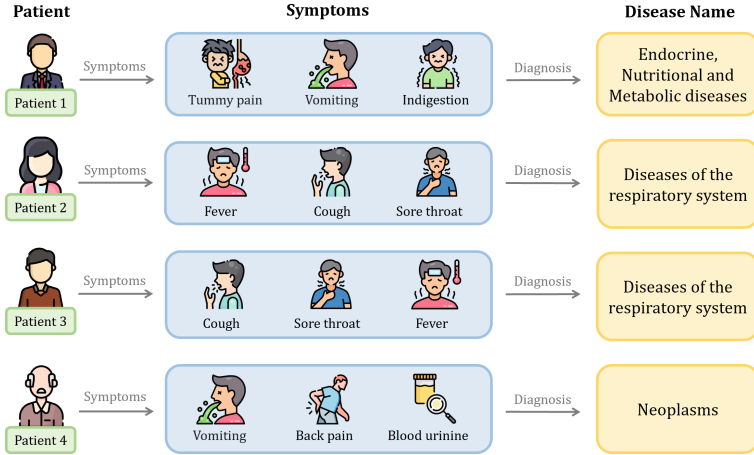 Patient Symptoms Disease Name
Symptoms Diagnosis
Patient 1
Tummy pain Vomiting Indigestion
Endocrine,
Nutritional and
Metabolic diseases
Symptoms Diagnosis
Patient 2
Fever Cough Sore throat
Diseases of the
respiratory system
Symptoms Diagnosis
Patient 3
Cough Sore throat Fever
Diseases of the
respiratory system
Symptoms Diagnosis
Patient 4
Vomiting Back pain Blood uninine
Neoplasms